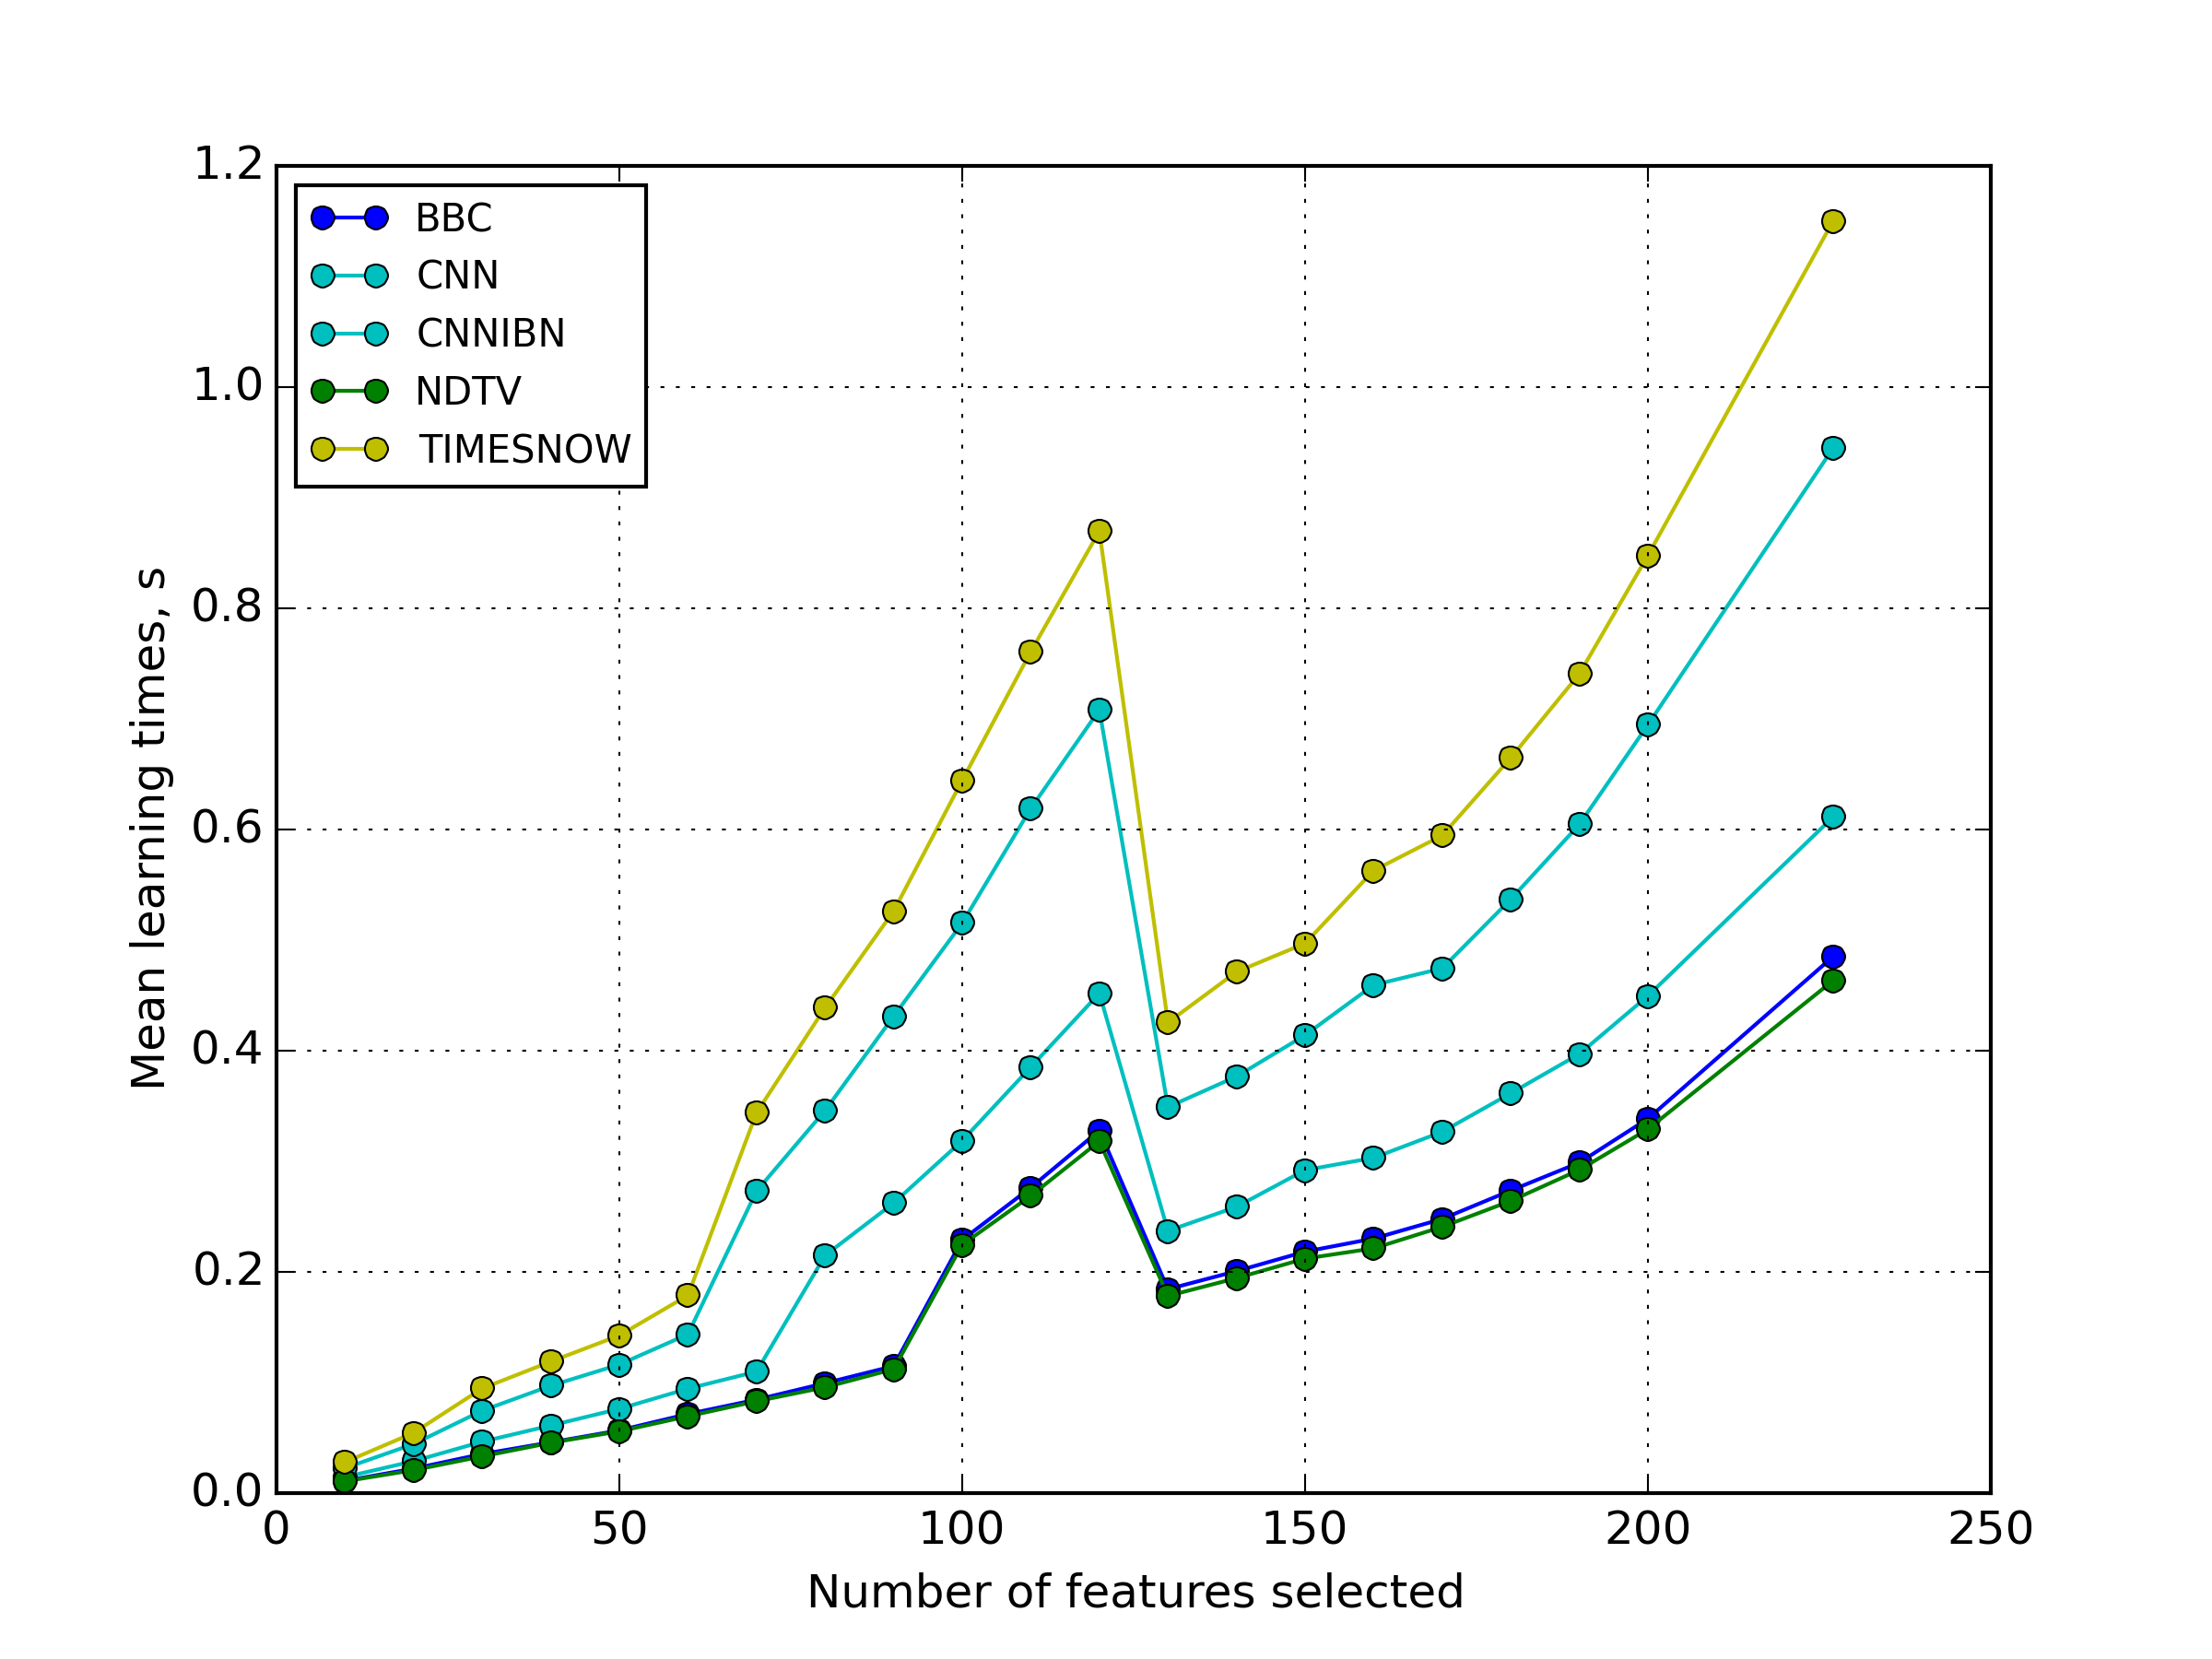 1.2
1.0
0.8
0.6
0.4
0.2
0.0
BBC
CNN
CNNIBN
NDTV
TIMESNOW
Mean learning times, s
0 50 100 150 200 250
Number of features selected